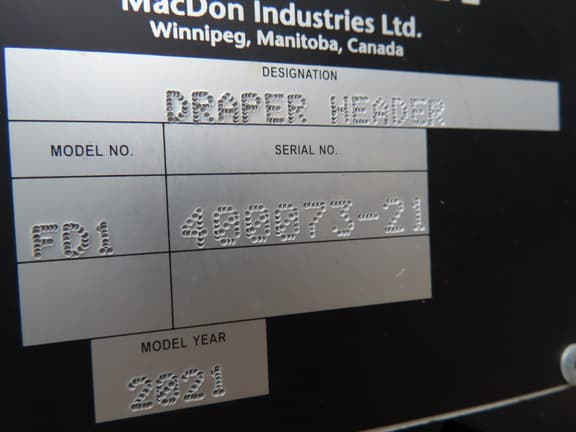 MacDon Industries Ltd.
Winnipeg, Manitoba, Canada
DESIGNATION
DRAPER HEADER
MODEL NO.
SERIAL NO.
FD1
400073-21
MODEL YEAR
2021